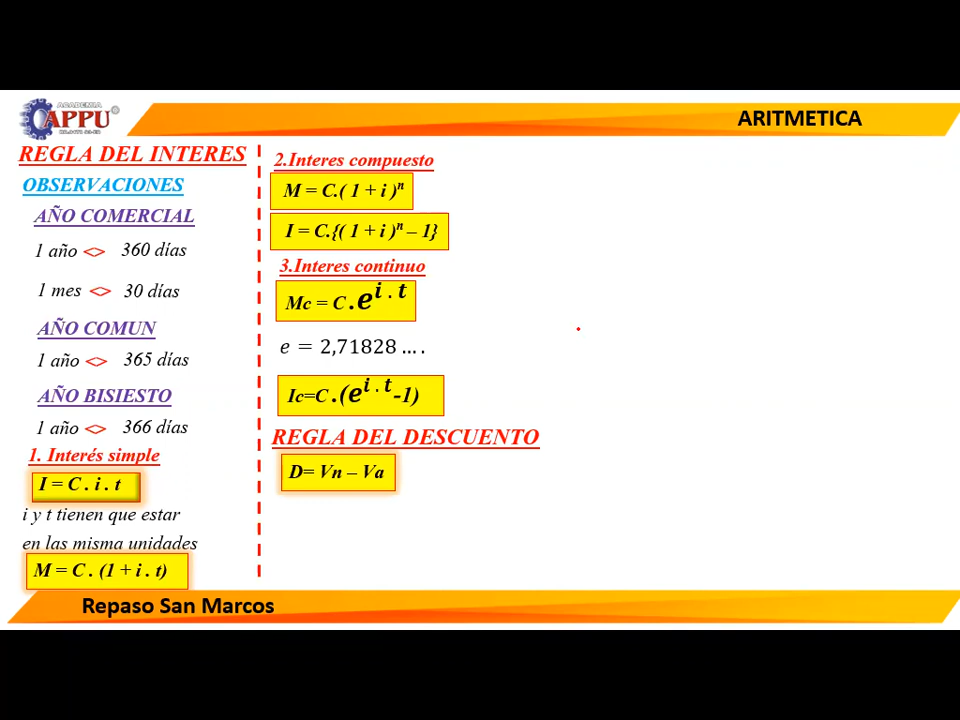 ACADEMIA
APPU
ARITMETICA
REGLA DEL INTERES
OBSERVACIONES
AÑO COMERCIAL
1 año <> 360 días
1 mes <> 30 días
AÑO COMUN
1 año <> 365 días
AÑO BISIESTO
1 año <> 366 días
1. Interés simple
I = C . i . t
i y t tienen que estar
en las misma unidades
M = C . (1 + i . t)
2.Interes compuesto
M = C.( 1 + i )ⁿ
I = C.{( 1 + i )ⁿ – 1}
3.Interes continuo
Mc = C .e^i . t
e = 2,71828 ... .
Ic=C .(e^i . t-1)
REGLA DEL DESCUENTO
D= Vn – Va
Repaso San Marcos